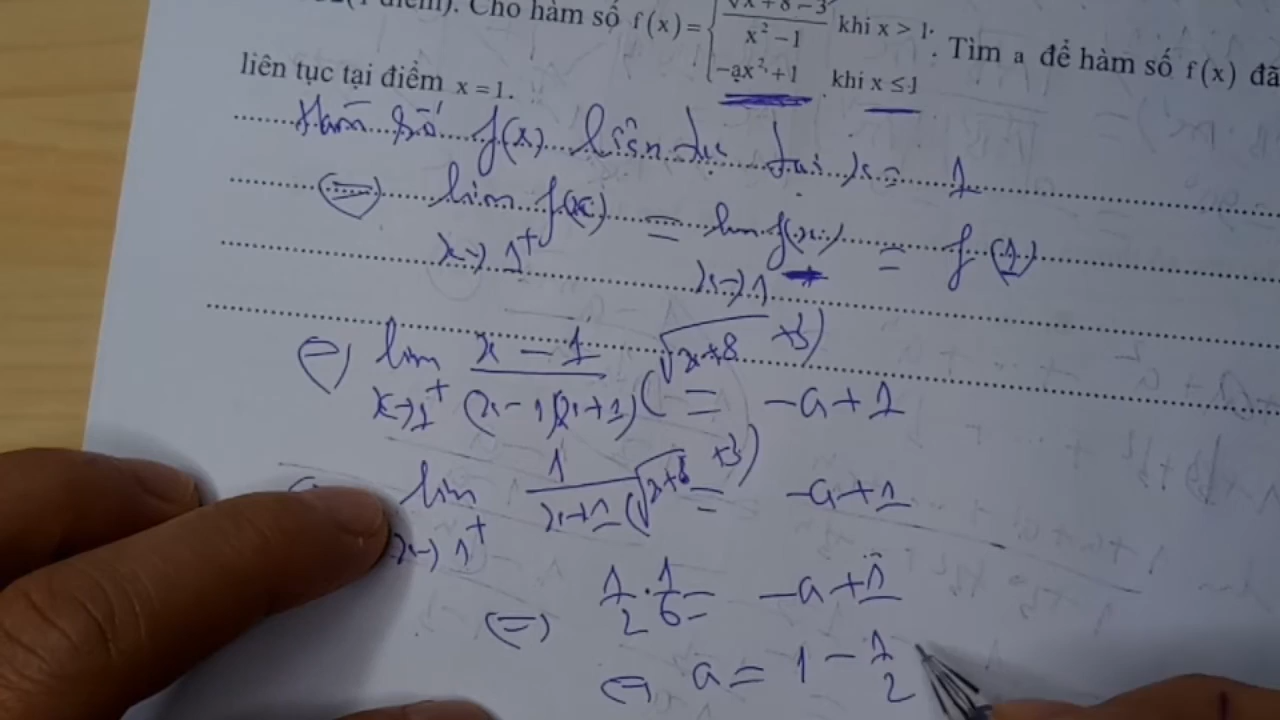 điểm). Cho hàm số f(x) = { √x+8 − 3 / x² − 1 khi x > 1 . Tìm a để hàm số f(x) đã
−ax² + 1 khi x ≤ 1
liên tục tại điểm x = 1.
Hàm số f(x) liên tục tại x = 1
⇔ lim x→1⁺ f(x) = lim x→1⁻ f(x) = f(1)
⇔ lim x→1⁺ x − 1 / (x−1)(x+1)(√x+8 +3) = −a+1
lim x→1⁺ 1 / x+1 (√x+8 +3) = −a+1
⇔ 1/2 . 1/6 = −a+1
⇔ a = 1 − 1/2